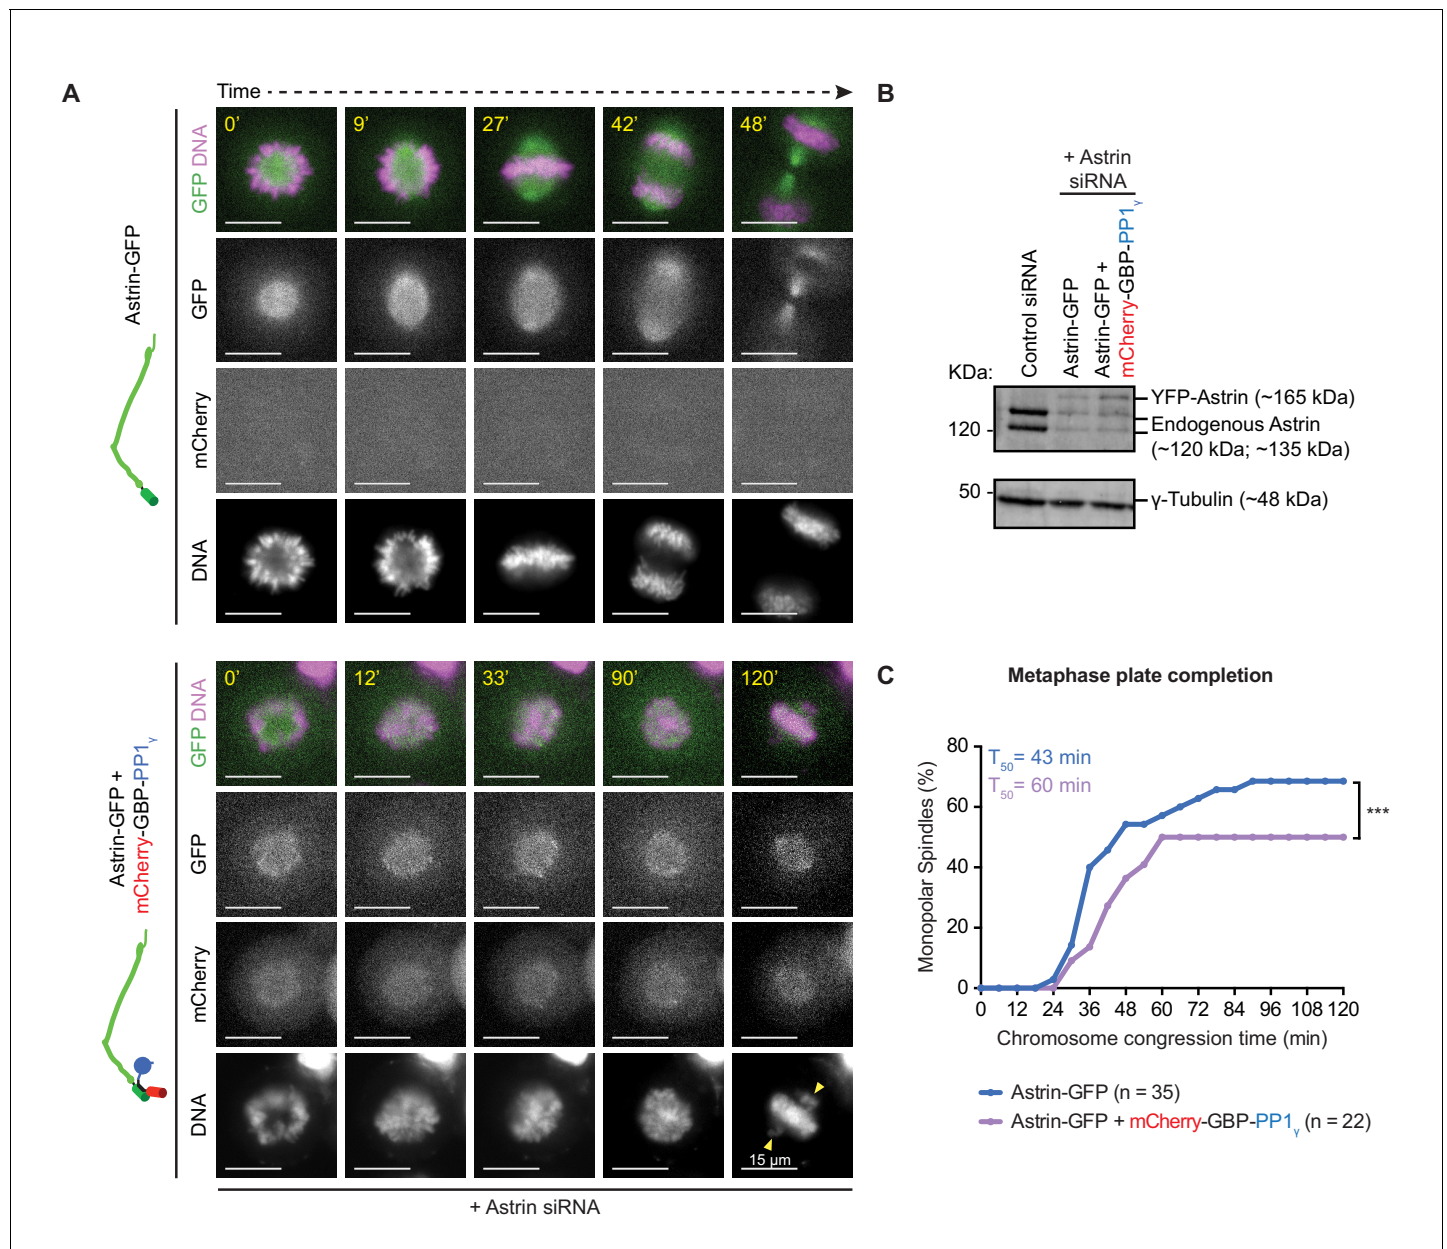 A
Time
Astrin-GFP
GFP DNA
0’
9’
27’
42’
48’
GFP
mCherry
DNA
Astrin-GFP +
mCherry-GBP-PP1γ
GFP DNA
0’
12’
33’
90’
120’
GFP
mCherry
DNA
15 µm
+ Astrin siRNA
B
+ Astrin
siRNA
Control siRNA
Astrin-GFP
Astrin-GFP +
mCherry-GBP-PP1γ
KDa:
YFP-Astrin (~165 kDa)
120
Endogenous Astrin
(~120 kDa; ~135 kDa)
50
γ-Tubulin (~48 kDa)
C
Metaphase plate completion
T50= 43 min
T50= 60 min
Monopolar Spindles (%)
80
60
40
20
0
***
0 12 24 36 48 60 72 84 96 108 120
Chromosome congression time (min)
Astrin-GFP (n = 35)
Astrin-GFP + mCherry-GBP-PP1γ (n = 22)